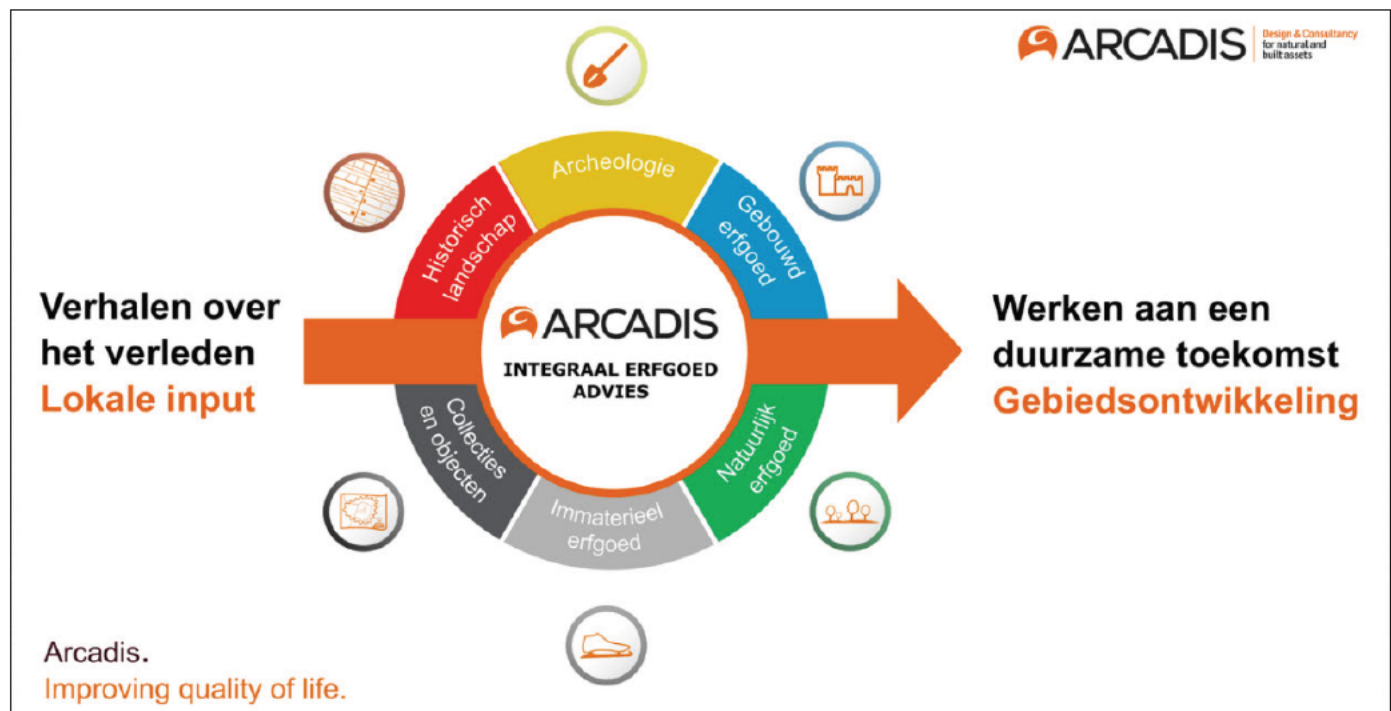 ARCADIS
Design & Consultancy
for natural and
built assets
Archeologie
Historisch
landschap
Gebouwd
erfgoed
Verhalen over
het verleden
Lokale input
ARCADIS
INTEGRAAL ERFGOED
ADVIES
Werken aan een
duurzame toekomst
Gebiedsontwikkeling
Collecties
en objecten
Natuurlijk
erfgoed
Immaterieel
erfgoed
Arcadis.
Improving quality of life.